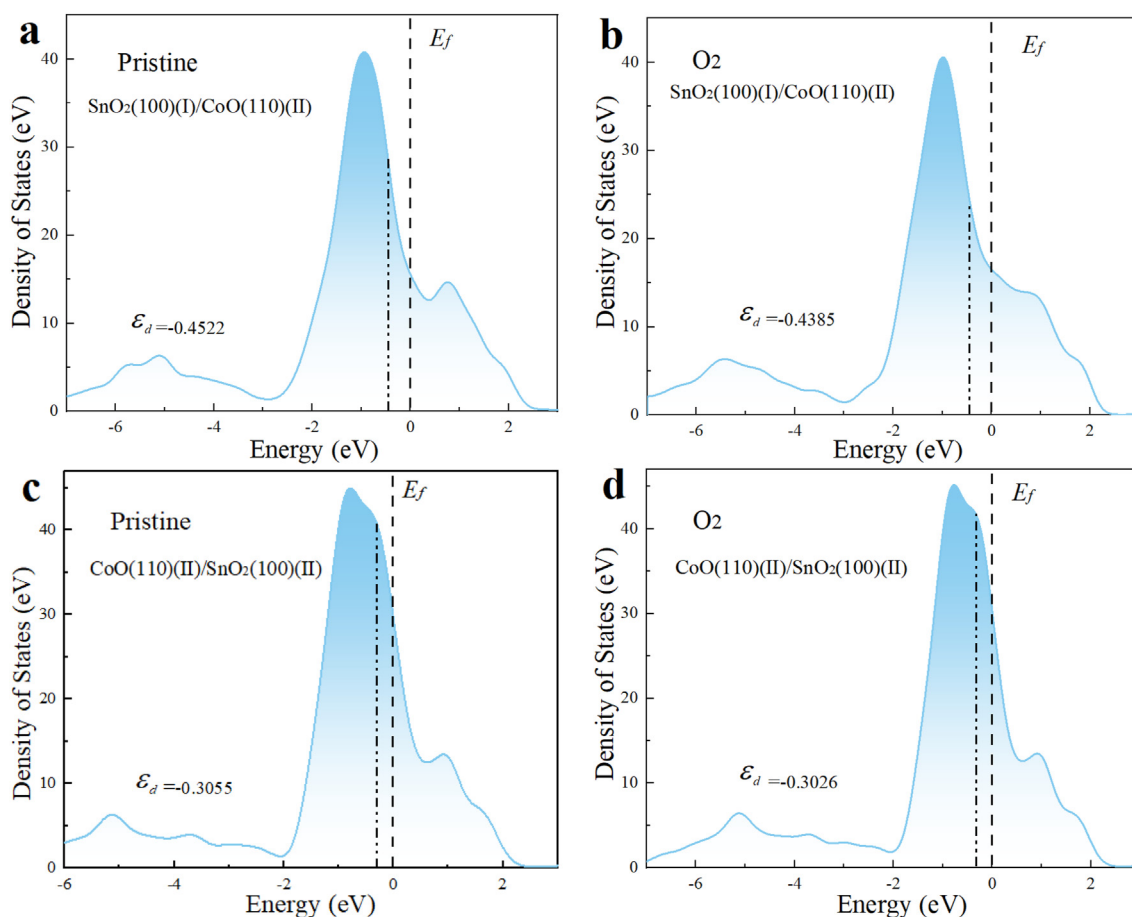 a
Pristine
SnO₂(100)(I)/CoO(110)(II)
E_f
ε_d =-0.4522
Density of States (eV)
40
30
20
10
0
-6
-4
-2
0
2
Energy (eV)
b
O2
SnO₂(100)(I)/CoO(110)(II)
E_f
ε_d =-0.4385
Density of States (eV)
40
30
20
10
0
-6
-4
-2
0
2
Energy (eV)
c
Pristine
CoO(110)(II)/SnO₂(100)(II)
E_f
ε_d =-0.3055
Density of States (eV)
40
30
20
10
0
-6
-4
-2
0
2
Energy (eV)
d
O2
CoO(110)(II)/SnO₂(100)(II)
E_f
ε_d =-0.3026
Density of States (eV)
40
30
20
10
0
-6
-4
-2
0
2
Energy (eV)